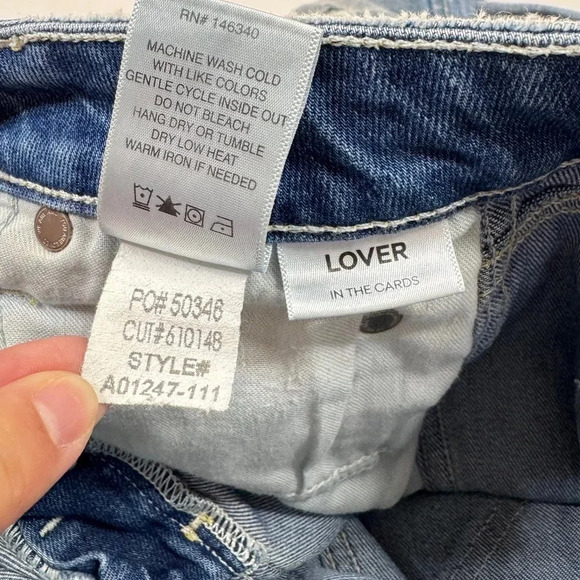 RN# 146340
MACHINE WASH COLD
WITH LIKE COLORS
GENTLE CYCLE INSIDE OUT
DO NOT BLEACH
HANG DRY OR TUMBLE
DRY LOW HEAT
WARM IRON IF NEEDED
PO# 50346
CUT#610148
STYLE#
A01247-111
LOVER
IN THE CARDS